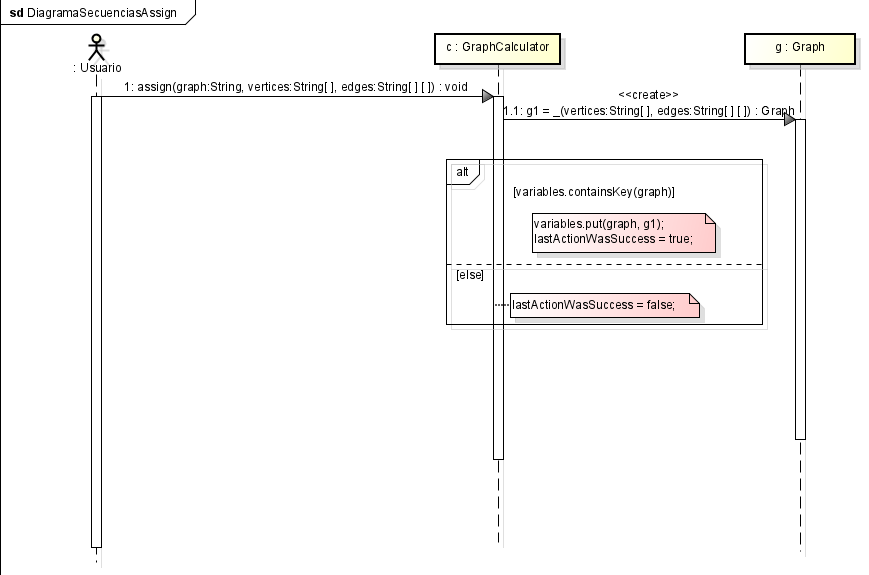 sd DiagramaSecuenciasAssign
: Usuario
c : GraphCalculator
g : Graph
1: assign(graph:String, vertices:String[ ], edges:String[ ] [ ]) : void
<<create>>
1.1: g1 = _(vertices:String[ ], edges:String[ ] [ ]) : Graph
alt
[variables.containsKey(graph)]
variables.put(graph, g1);
lastActionWasSuccess = true;
[else]
lastActionWasSuccess = false;